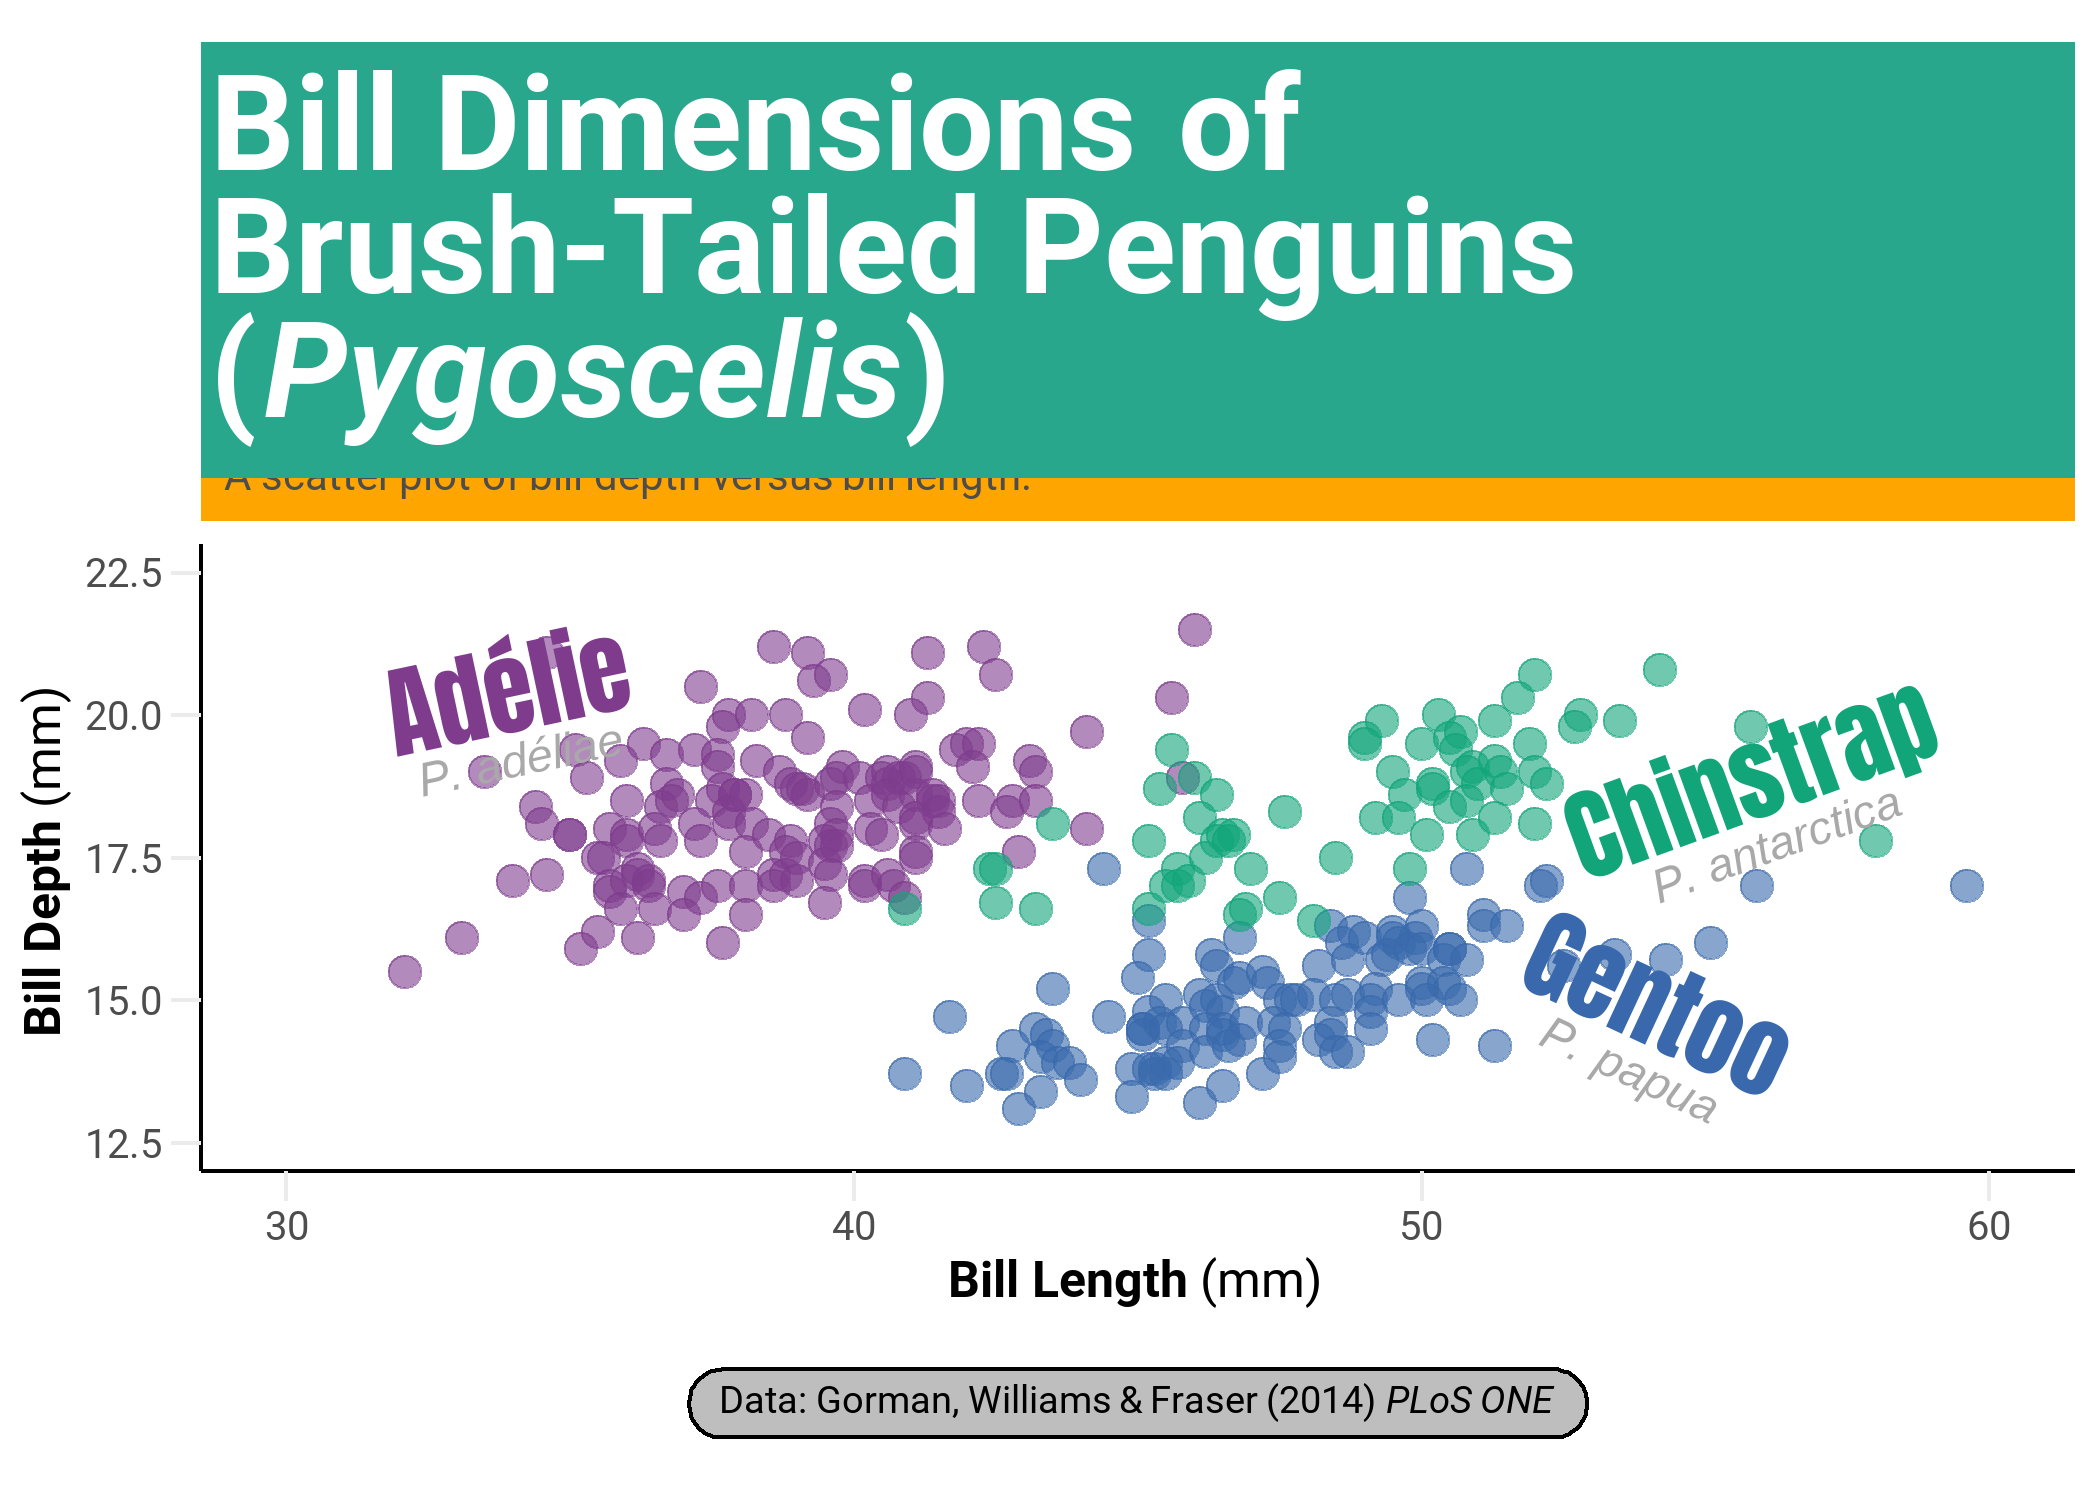 Bill Dimensions of
Brush-Tailed Penguins
(Pygoscelis)
A scatter plot of bill depth versus bill length.
22.5
20.0
17.5
15.0
12.5
Bill Depth (mm)
Adélie
P. adéliae
Chinstrap
P. antarctica
Gentoo
P. papua
30 40 50 60
Bill Length (mm)
Data: Gorman, Williams & Fraser (2014) PLoS ONE